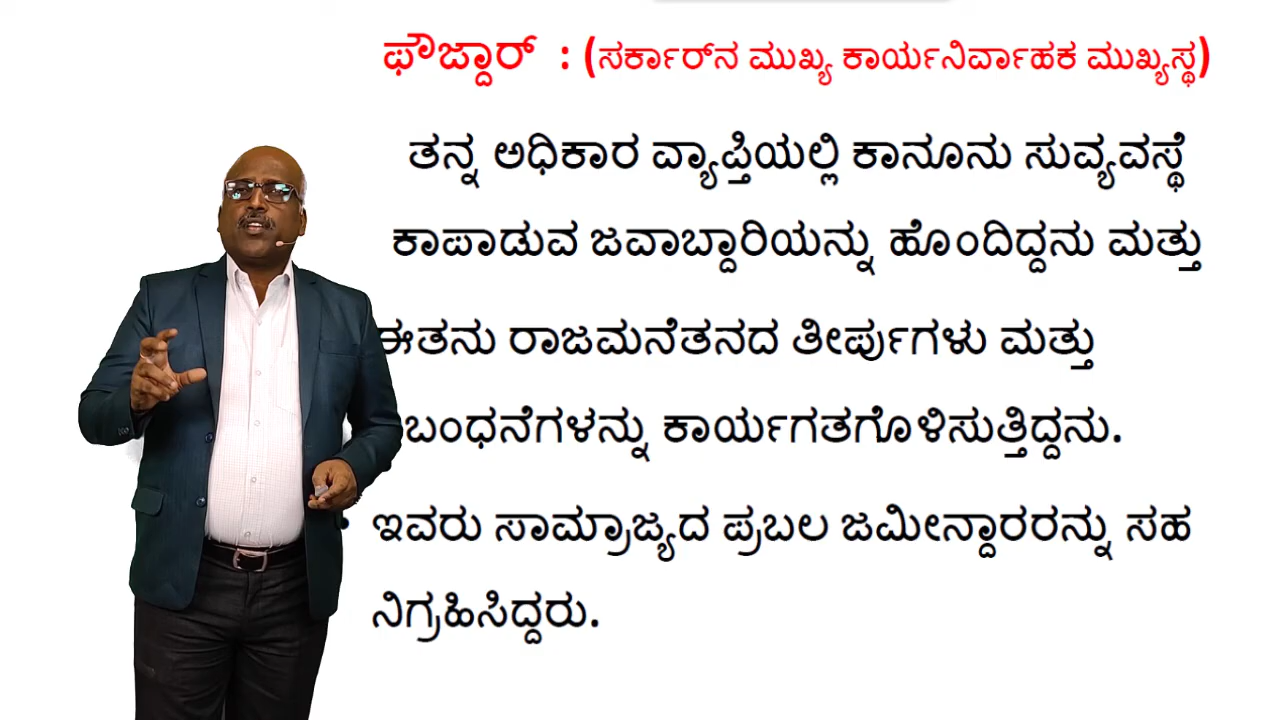 ಫೌಜ್ದಾರ್ : (ಸರ್ಕಾರ್‌ನ ಮುಖ್ಯ ಕಾರ್ಯನಿರ್ವಾಹಕ ಮುಖ್ಯಸ್ಥ)
ತನ್ನ ಅಧಿಕಾರ ವ್ಯಾಪ್ತಿಯಲ್ಲಿ ಕಾನೂನು ಸುವ್ಯವಸ್ಥೆ
ಕಾಪಾಡುವ ಜವಾಬ್ದಾರಿಯನ್ನು ಹೊಂದಿದ್ದನು ಮತ್ತು
ಈತನು ರಾಜಮನೆತನದ ತೀರ್ಪುಗಳು ಮತ್ತು
ಬಂಧನೆಗಳನ್ನು ಕಾರ್ಯಗತಗೊಳಿಸುತ್ತಿದ್ದನು.
ಇವರು ಸಾಮ್ರಾಜ್ಯದ ಪ್ರಬಲ ಜಮೀನ್ದಾರರನ್ನು ಸಹ
ನಿಗ್ರಹಿಸಿದ್ದರು.